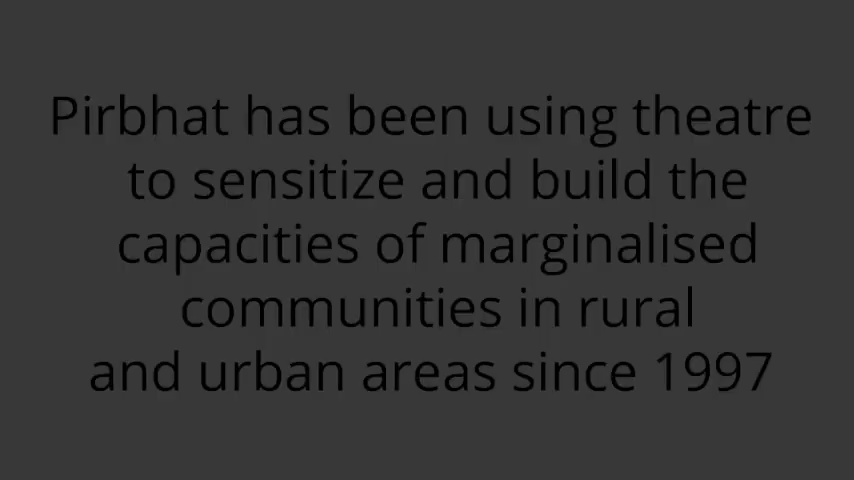 Pirbhat has been using theatre
to sensitize and build the
capacities of marginalised
communities in rural
and urban areas since 1997